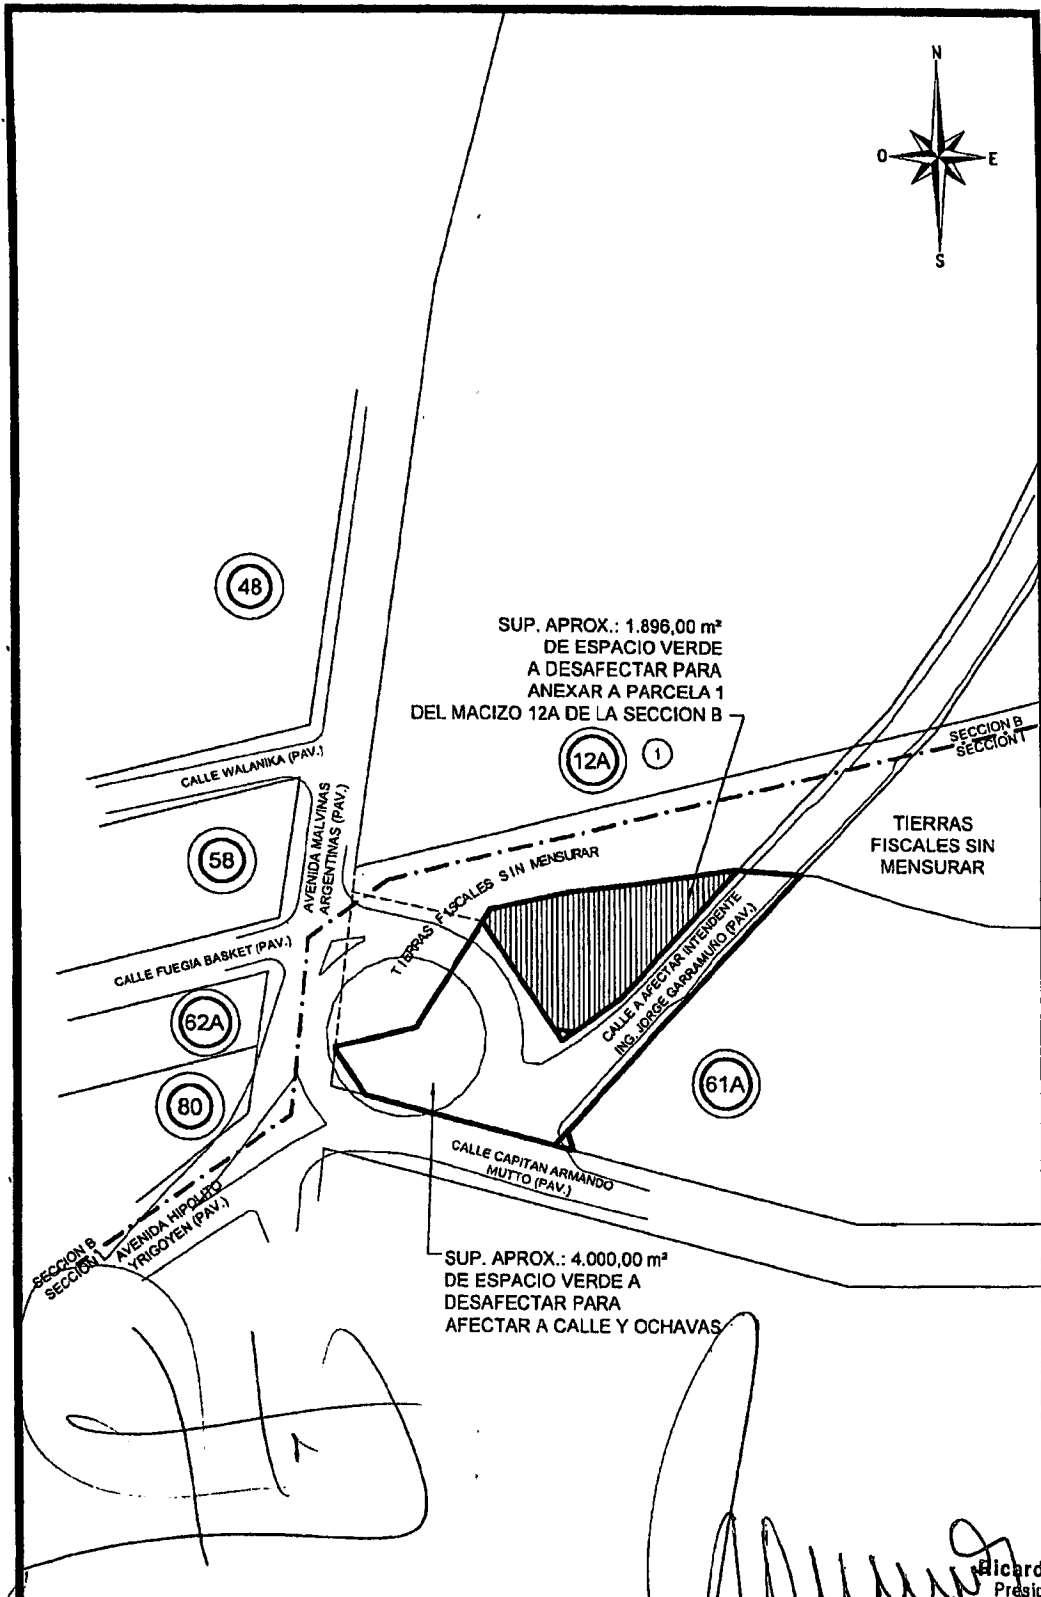 N
O
E
S
48
SUP. APROX.: 1.896,00 m²
DE ESPACIO VERDE
A DESAFECTAR PARA
ANEXAR A PARCELA 1
DEL MACIZO 12A DE LA SECCION B
12A
1
SECCION B
SECCION I
CALLE WALANIKA (PAV.)
AVENIDA MALVINAS
ARGENTINAS (PAV.)
58
TIERRAS FISCALES SIN MENSURAR
TIERRAS
FISCALES SIN
MENSURAR
CALLE FUEGIA BASKET (PAV.)
CALLE A AFECTAR INTENDENTE
ING. JORGE GARRAMUÑO (PAV.)
62A
61A
80
CALLE CAPITAN ARMANDO
MUTTO (PAV.)
AVENIDA HIPOLITO
YRIGOYEN (PAV.)
SECCION B
SECCION I
SUP. APROX.: 4.000,00 m²
DE ESPACIO VERDE A
DESAFECTAR PARA
AFECTAR A CALLE Y OCHAVAS
Ricard
Presid